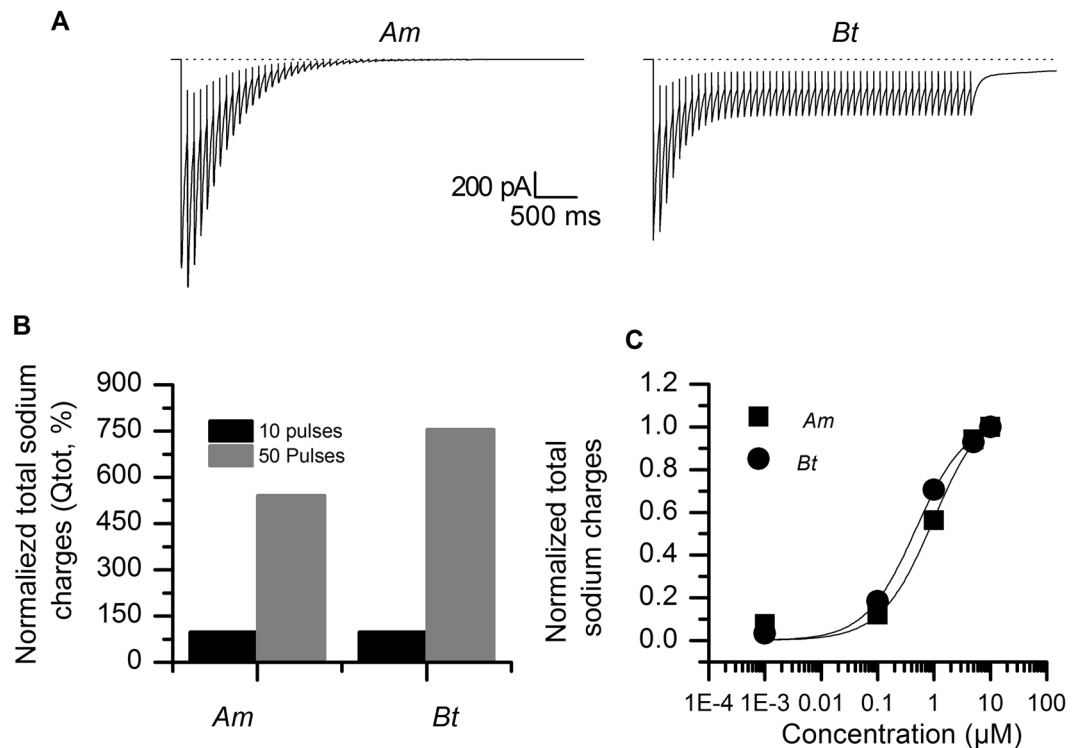 A
Am
Bt
200 pA
500 ms
B
Normaliezd total sodium
charges (Qtot, %)
900
750
600
450
300
150
0
10 pulses
50 Pulses
Am
Bt
C
Normalized total
sodium charges
1.2
1.0
0.8
0.6
0.4
0.2
0.0
Am
Bt
1E-4 1E-3 0.01 0.1 1 10 100
Concentration (µM)